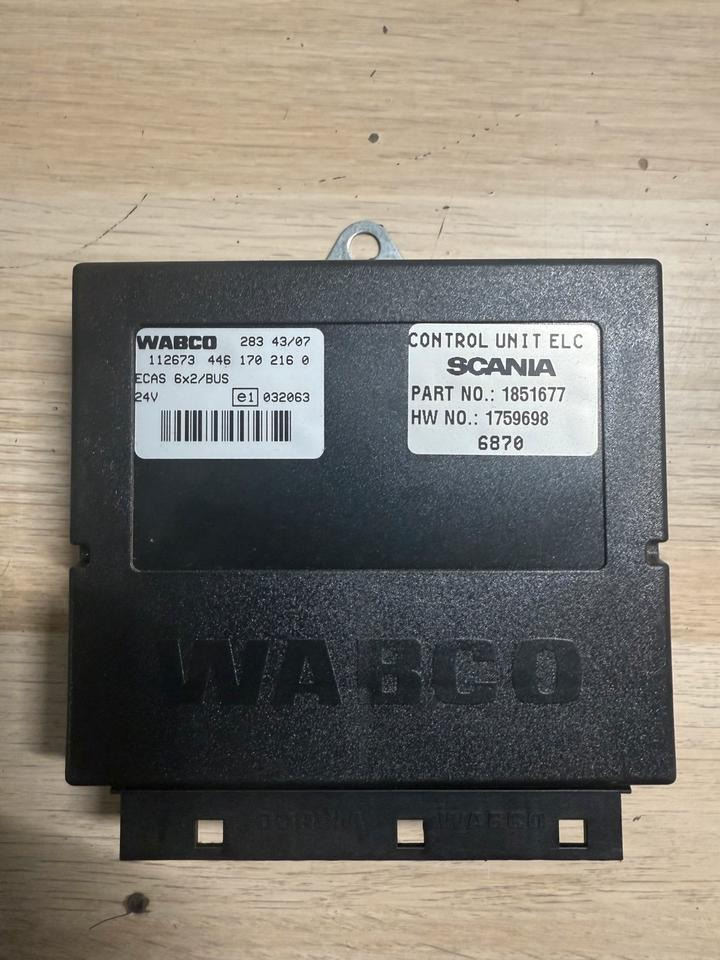 WABCO 283 43/07
112673 446 170 216 0
ECAS 6x2/BUS
24V e1 032063
CONTROL UNIT ELC
SCANIA
PART NO.: 1851677
HW NO.: 1759698
6870
WABCO
WABCO